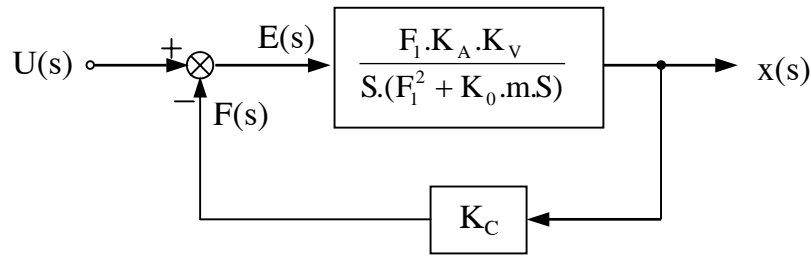 U(s)
+
−
E(s)
F₁.K_A.K_V
S.(F₁² + K₀.m.S)
x(s)
F(s)
K_C